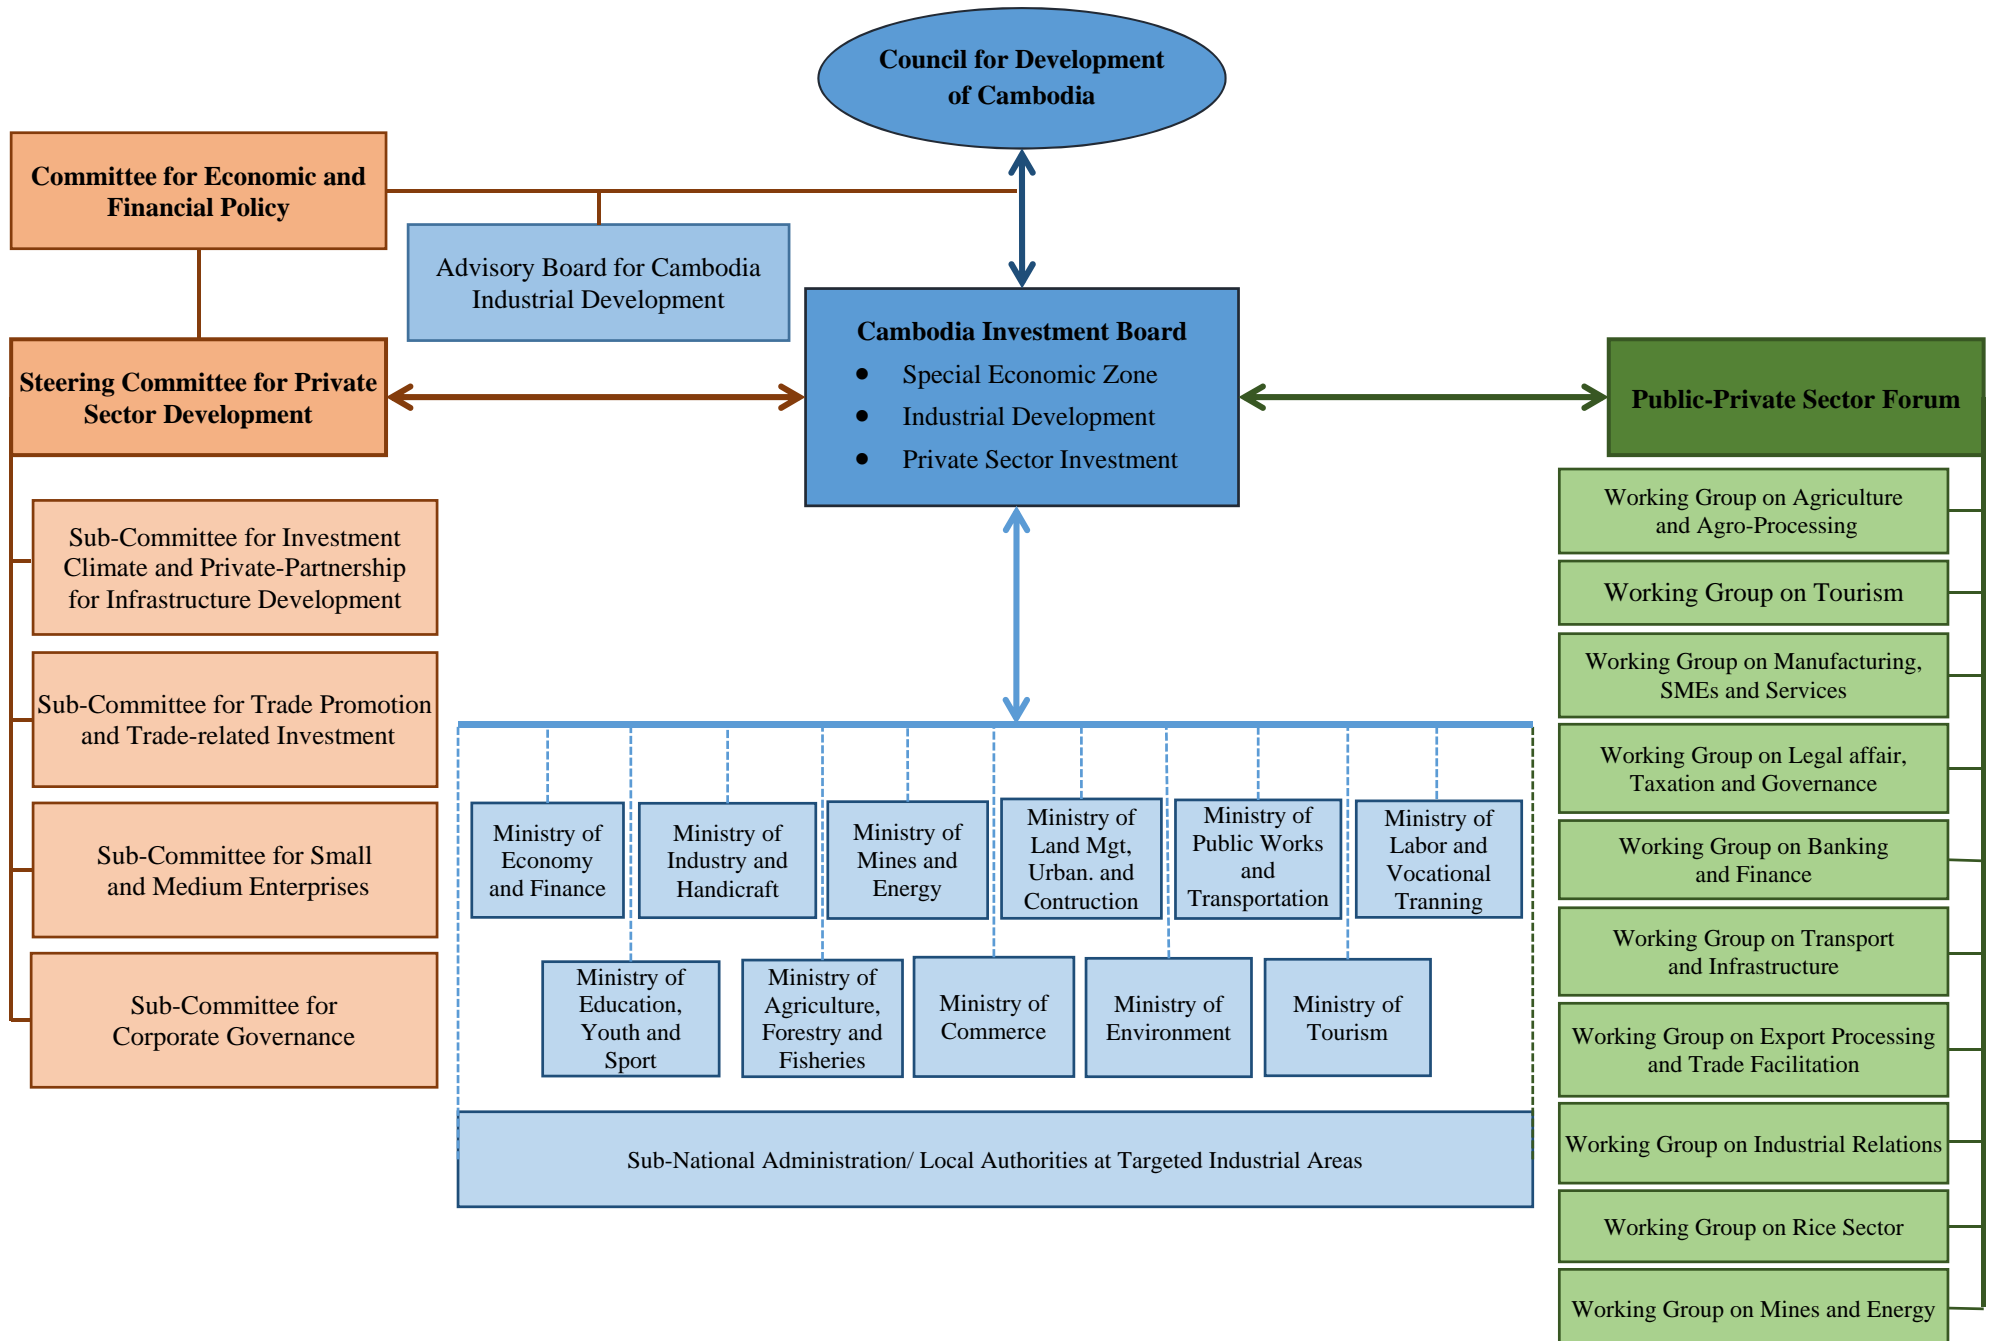 Council for Development
of Cambodia
Committee for Economic and
Financial Policy
Advisory Board for Cambodia
Industrial Development
Cambodia Investment Board
● Special Economic Zone
● Industrial Development
● Private Sector Investment
Steering Committee for Private
Sector Development
Public-Private Sector Forum
Sub-Committee for Investment
Climate and Private-Partnership
for Infrastructure Development
Sub-Committee for Trade Promotion
and Trade-related Investment
Sub-Committee for Small
and Medium Enterprises
Sub-Committee for
Corporate Governance
Ministry of
Economy
and Finance
Ministry of
Industry and
Handicraft
Ministry of
Mines and
Energy
Ministry of
Land Mgt,
Urban. and
Contruction
Ministry of
Public Works
and
Transportation
Ministry of
Labor and
Vocational
Tranning
Ministry of
Education,
Youth and
Sport
Ministry of
Agriculture,
Forestry and
Fisheries
Ministry of
Commerce
Ministry of
Environment
Ministry of
Tourism
Sub-National Administration/ Local Authorities at Targeted Industrial Areas
Working Group on Agriculture
and Agro-Processing
Working Group on Tourism
Working Group on Manufacturing,
SMEs and Services
Working Group on Legal affair,
Taxation and Governance
Working Group on Banking
and Finance
Working Group on Transport
and Infrastructure
Working Group on Export Processing
and Trade Facilitation
Working Group on Industrial Relations
Working Group on Rice Sector
Working Group on Mines and Energy